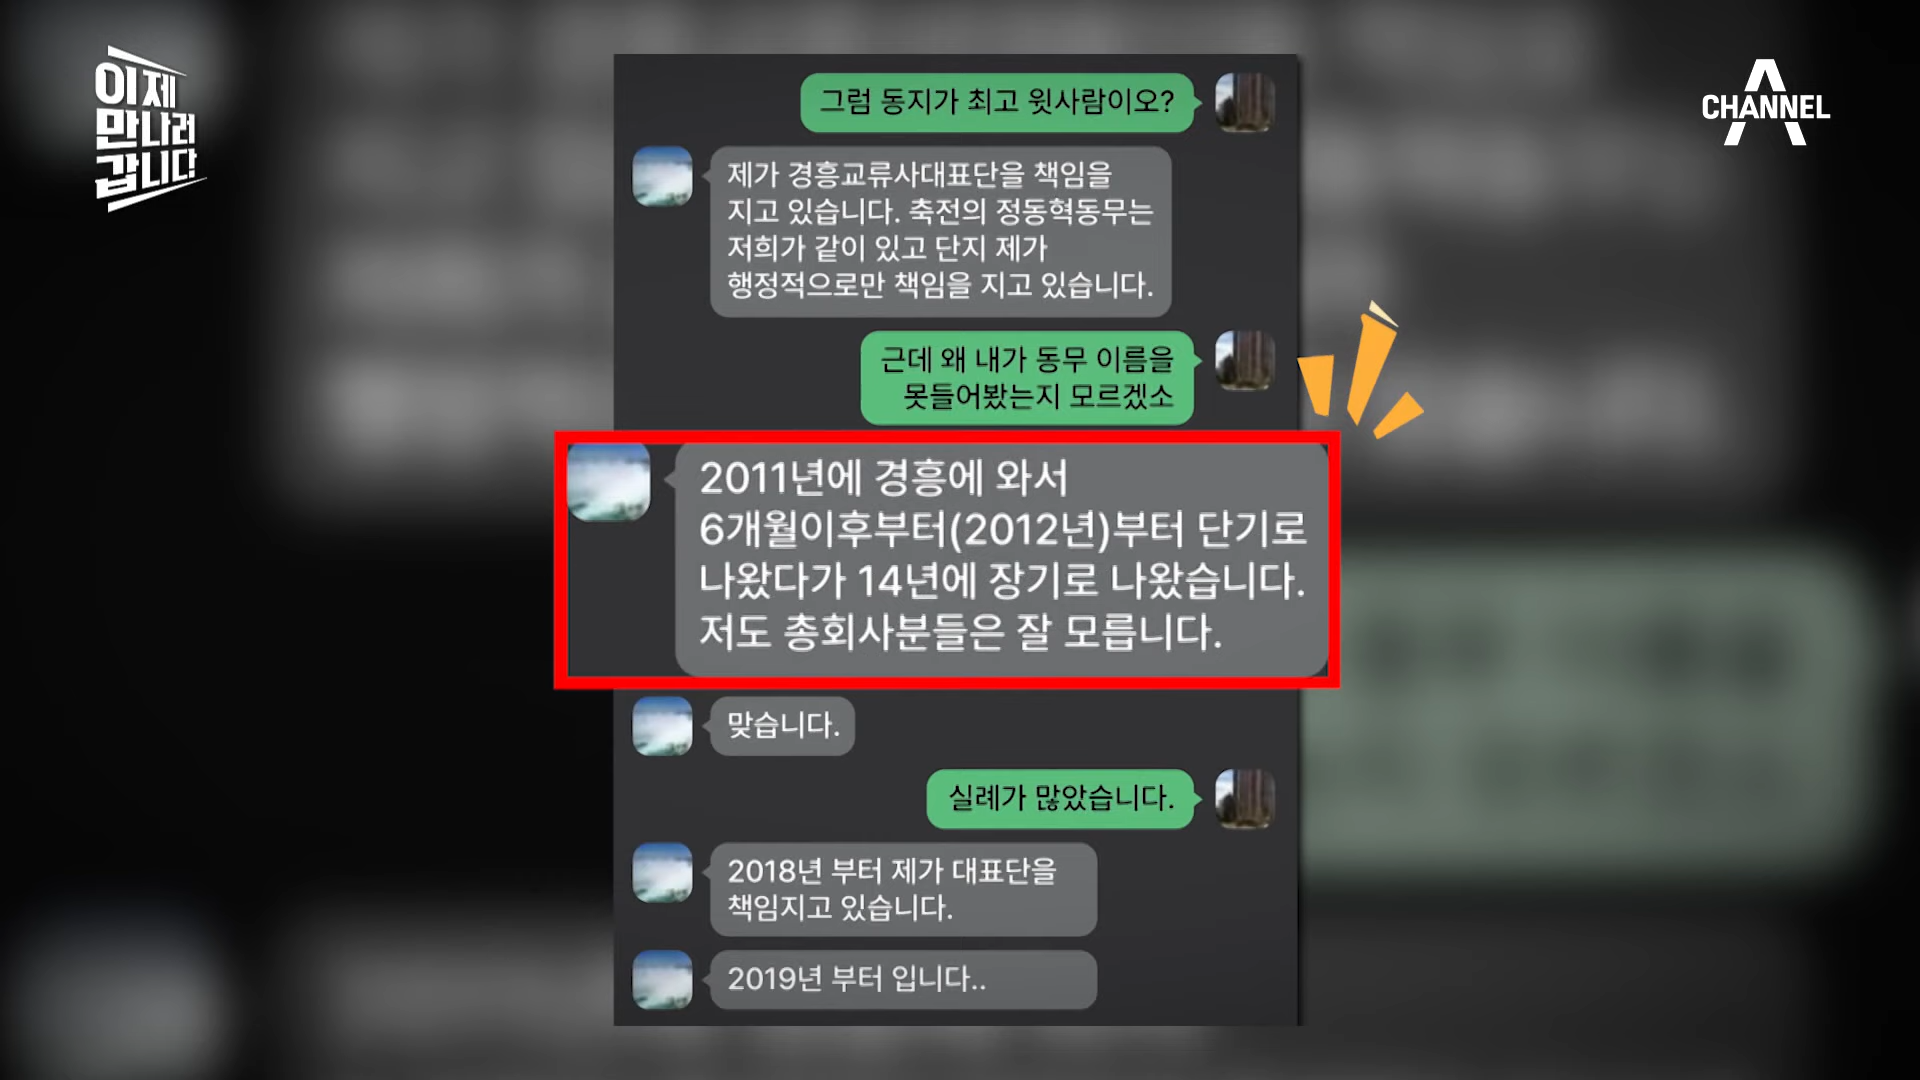 이제
만나러
갑니다
CHANNEL A
그럼 동지가 최고 윗사람이오?
제가 경흥교류사대표단을 책임을
지고 있습니다. 축전의 정동혁동무는
저희가 같이 있고 단지 제가
행정적으로만 책임을 지고 있습니다.
근데 왜 내가 동무 이름을
못들어봤는지 모르겠소
2011년에 경흥에 와서
6개월이후부터(2012년)부터 단기로
나왔다가 14년에 장기로 나왔습니다.
저도 총회사분들은 잘 모릅니다.
맞습니다.
실례가 많았습니다.
2018년 부터 제가 대표단을
책임지고 있습니다.
2019년 부터 입니다..